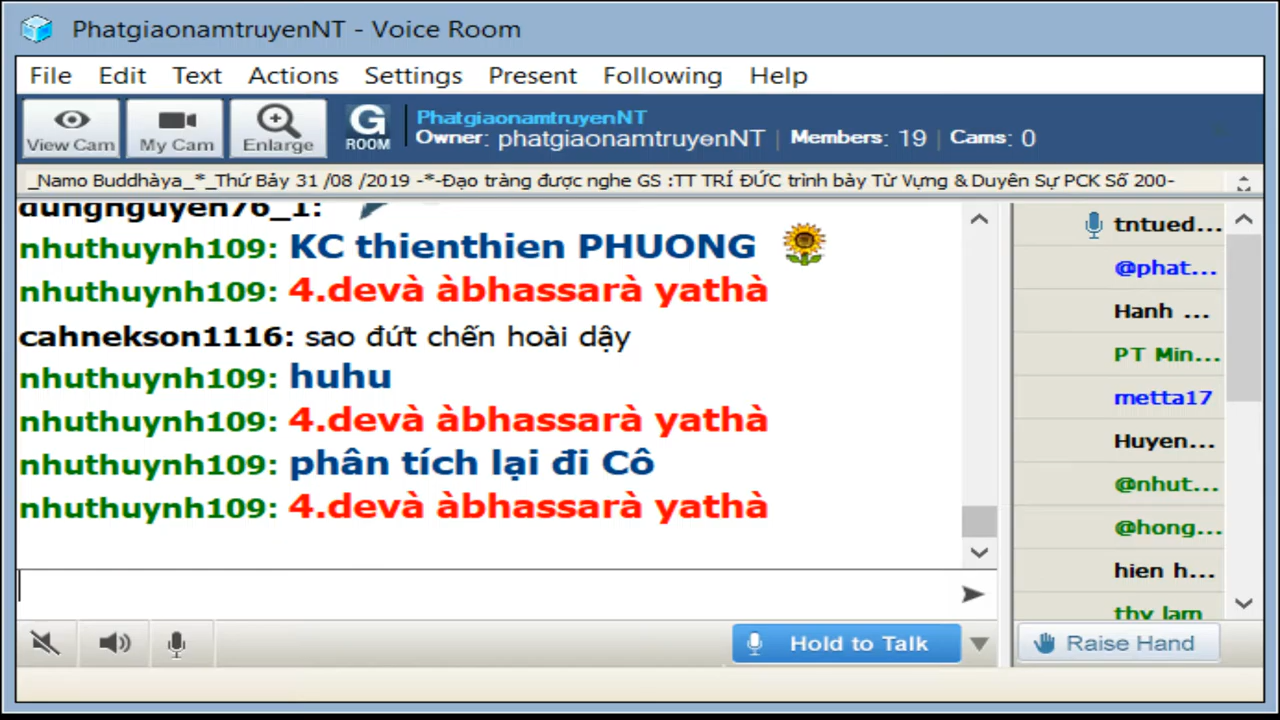 PhatgiaonamtruyenNT - Voice Room
File Edit Text Actions Settings Present Following Help
View Cam My Cam Enlarge G ROOM
PhatgiaonamtruyenNT
Owner: phatgiaonamtruyenNT | Members: 19 | Cams: 0
_Namo Buddhàya_*_Thứ Bảy 31 /08 /2019 -*-Đạo tràng được nghe GS :TT TRÍ ĐỨC trình bày Từ Vựng & Duyên Sự PCK Số 200-
dungnguyen76_1:
nhuthuynh109: KC thienthien PHUONG
nhuthuynh109: 4.devà àbhassarà yathà
cahnekson1116: sao đứt chến hoài dậy
nhuthuynh109: huhu
nhuthuynh109: 4.devà àbhassarà yathà
nhuthuynh109: phân tích lại đi Cô
nhuthuynh109: 4.devà àbhassarà yathà
tntued...
@phat...
Hanh ...
PT Min...
metta17
Huyen...
@nhut...
@hong...
hien h...
thy lam
Hold to Talk
Raise Hand